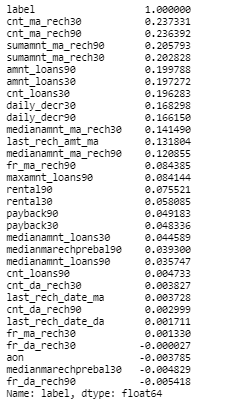 label 1.000000
cnt_ma_rech30 0.237331
cnt_ma_rech90 0.236392
sumamnt_ma_rech90 0.205793
sumamnt_ma_rech30 0.202828
amnt_loans90 0.199788
amnt_loans30 0.197272
cnt_loans30 0.196283
daily_decr30 0.168298
daily_decr90 0.166150
medianamnt_ma_rech30 0.141490
last_rech_amt_ma 0.131804
medianamnt_ma_rech90 0.120855
fr_ma_rech90 0.084385
maxamnt_loans90 0.084144
rental90 0.075521
rental30 0.058085
payback90 0.049183
payback30 0.048336
medianamnt_loans30 0.044589
medianmarechprebal90 0.039300
medianamnt_loans90 0.035747
cnt_loans90 0.004733
cnt_da_rech30 0.003827
last_rech_date_ma 0.003728
cnt_da_rech90 0.002999
last_rech_date_da 0.001711
fr_ma_rech30 0.001330
fr_da_rech30 -0.000027
aon -0.003785
medianmarechprebal30 -0.004829
fr_da_rech90 -0.005418
Name: label, dtype: float64